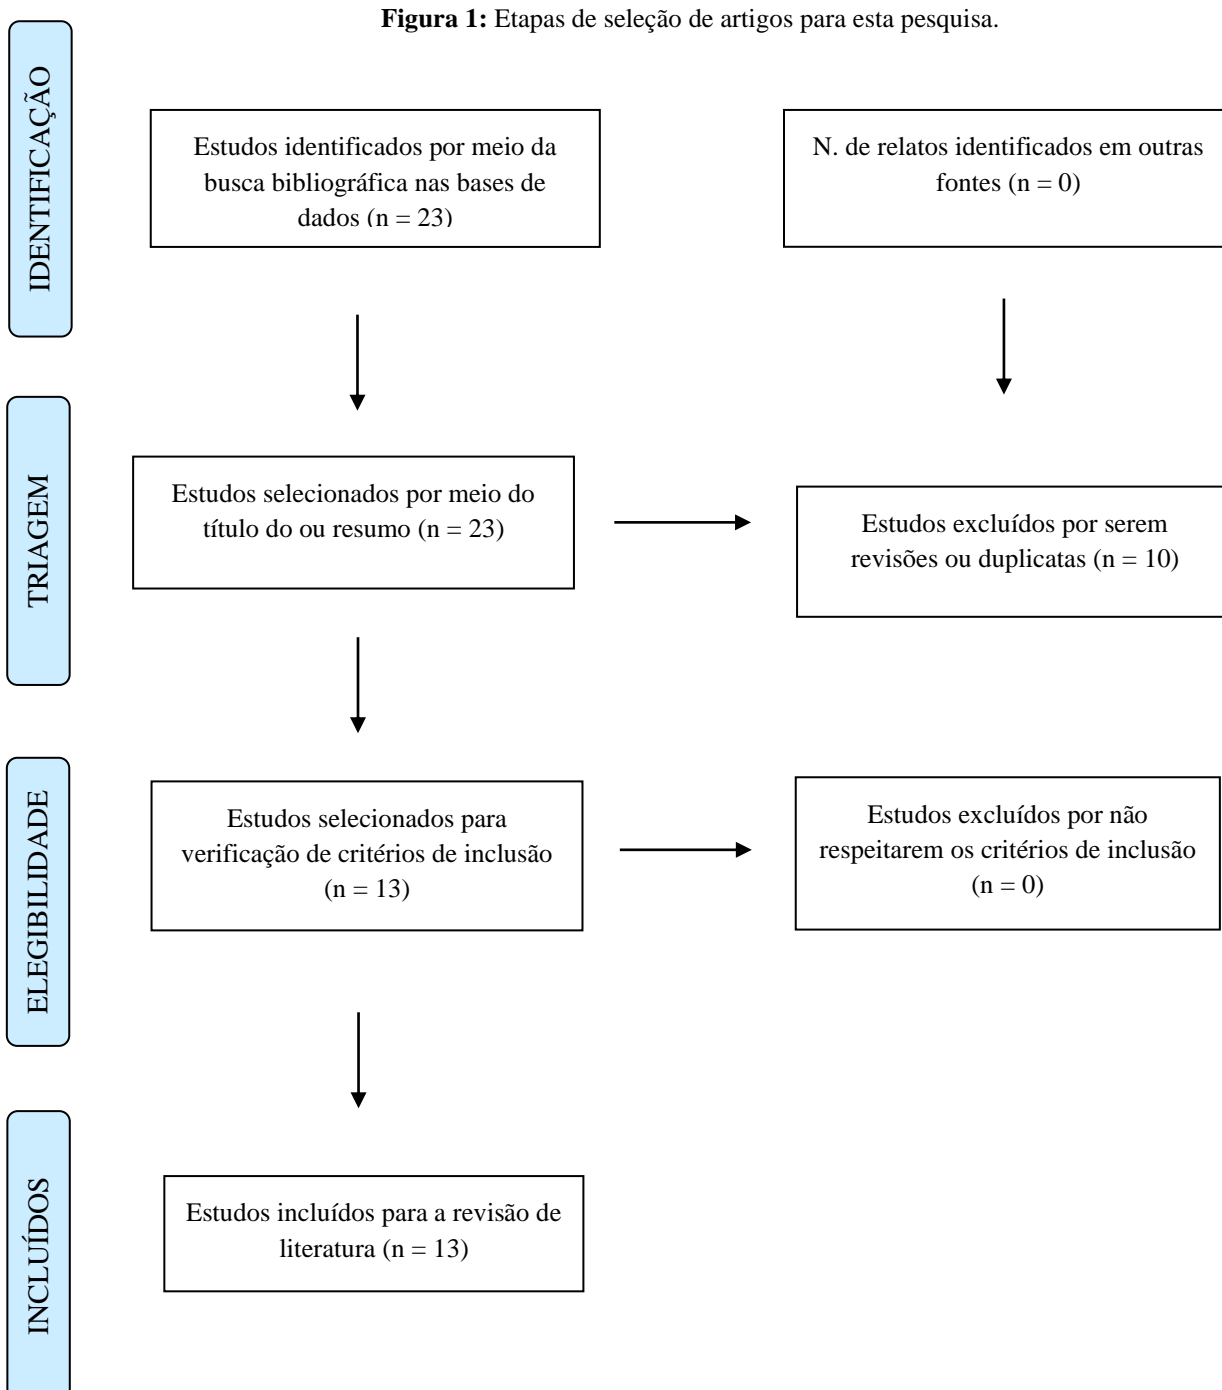 Figura 1: Etapas de seleção de artigos para esta pesquisa.
IDENTIFICAÇÃO
Estudos identificados por meio da
busca bibliográfica nas bases de
dados (n = 23)
N. de relatos identificados em outras
fontes (n = 0)
TRIAGEM
Estudos selecionados por meio do
título do ou resumo (n = 23)
Estudos excluídos por serem
revisões ou duplicatas (n = 10)
ELEGIBILIDADE
Estudos selecionados para
verificação de critérios de inclusão
(n = 13)
Estudos excluídos por não
respeitarem os critérios de inclusão
(n = 0)
INCLUÍDOS
Estudos incluídos para a revisão de
literatura (n = 13)